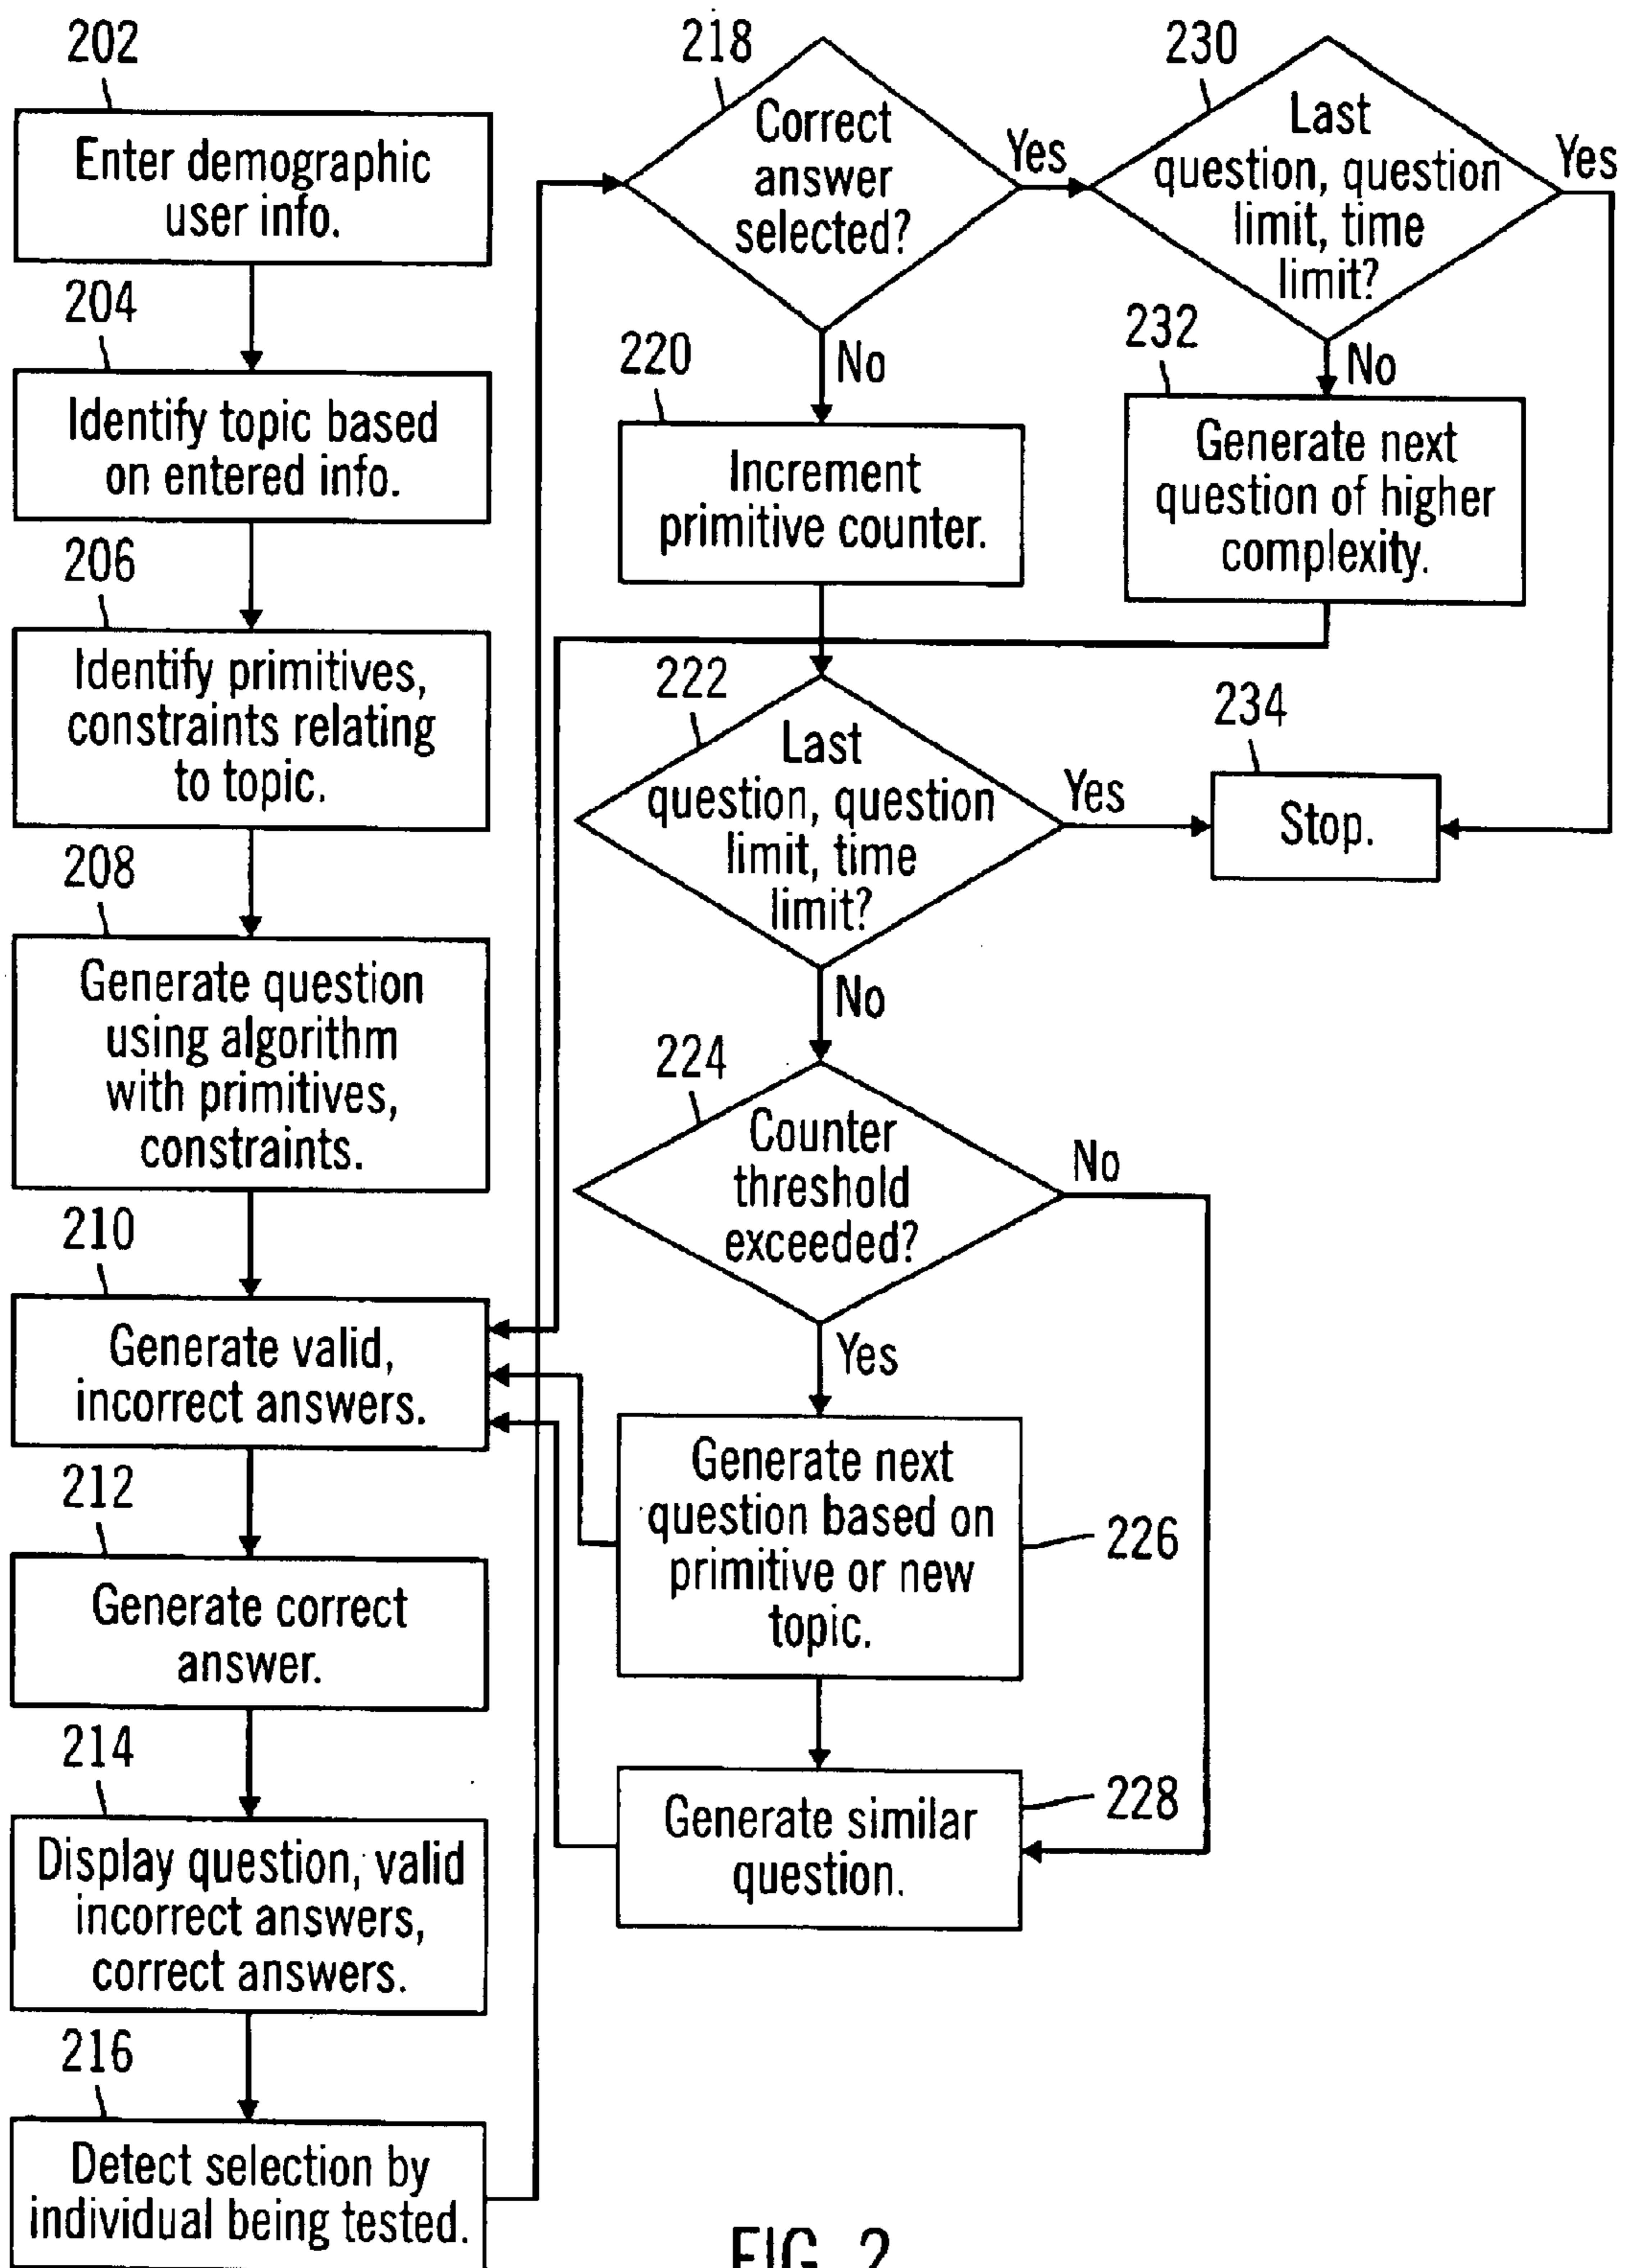 202
Enter demographic
user info.
204
Identify topic based
on entered info.
206
Identify primitives,
constraints relating
to topic.
208
Generate question
using algorithm
with primitives,
constraints.
210
Generate valid,
incorrect answers.
212
Generate correct
answer.
214
Display question, valid
incorrect answers,
correct answers.
216
Detect selection by
individual being tested.
218
Correct
answer
selected?
Yes
No
220
Increment
primitive counter.
222
Last
question, question
limit, time
limit?
Yes
No
224
Counter
threshold
exceeded?
No
Yes
Generate next
question based on
primitive or new
topic.
226
Generate similar
question.
228
230
Last
question, question
limit, time
limit?
Yes
No
232
Generate next
question of higher
complexity.
234
Stop.
FIG. 2